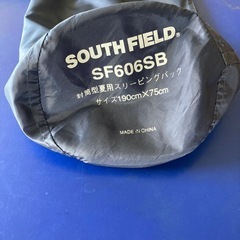 SOUTH FIELD.
SF606SB
封筒型夏用スリーピングバッグ
サイズ190cm×75cm
MADE IN CHINA